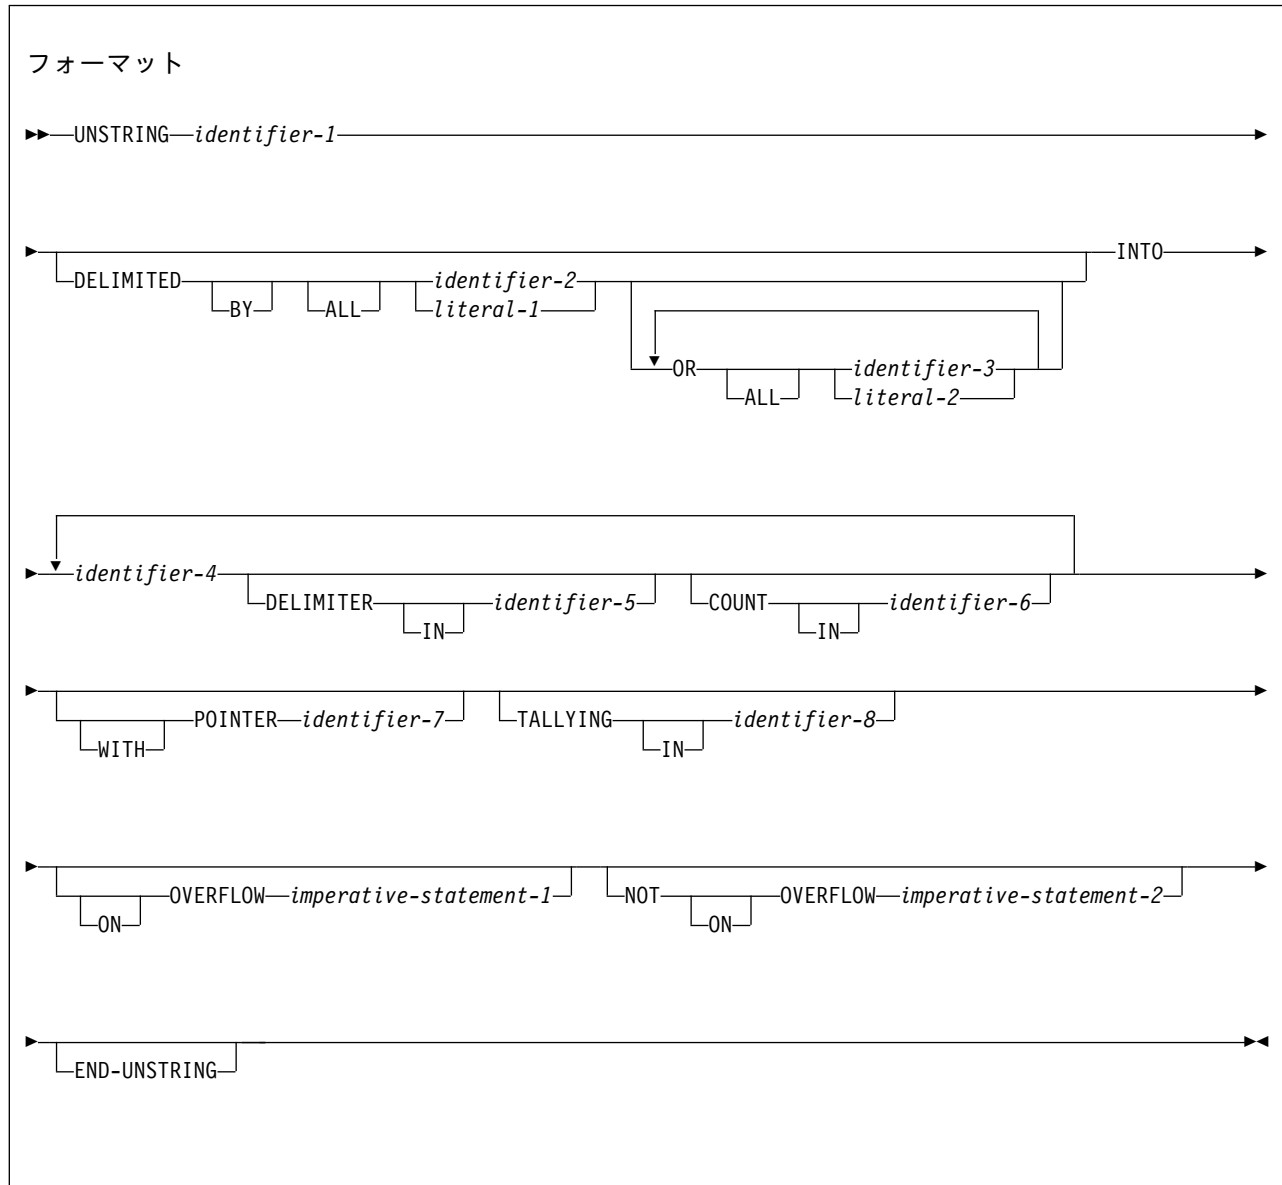 フォーマット
UNSTRING identifier-1
INTO
DELIMITED identifier-2
BY ALL literal-1
OR identifier-3
ALL literal-2
identifier-4
DELIMITER identifier-5 COUNT identifier-6
IN IN
POINTER identifier-7 TALLYING identifier-8
WITH IN
OVERFLOW imperative-statement-1 NOT OVERFLOW imperative-statement-2
ON ON
END-UNSTRING